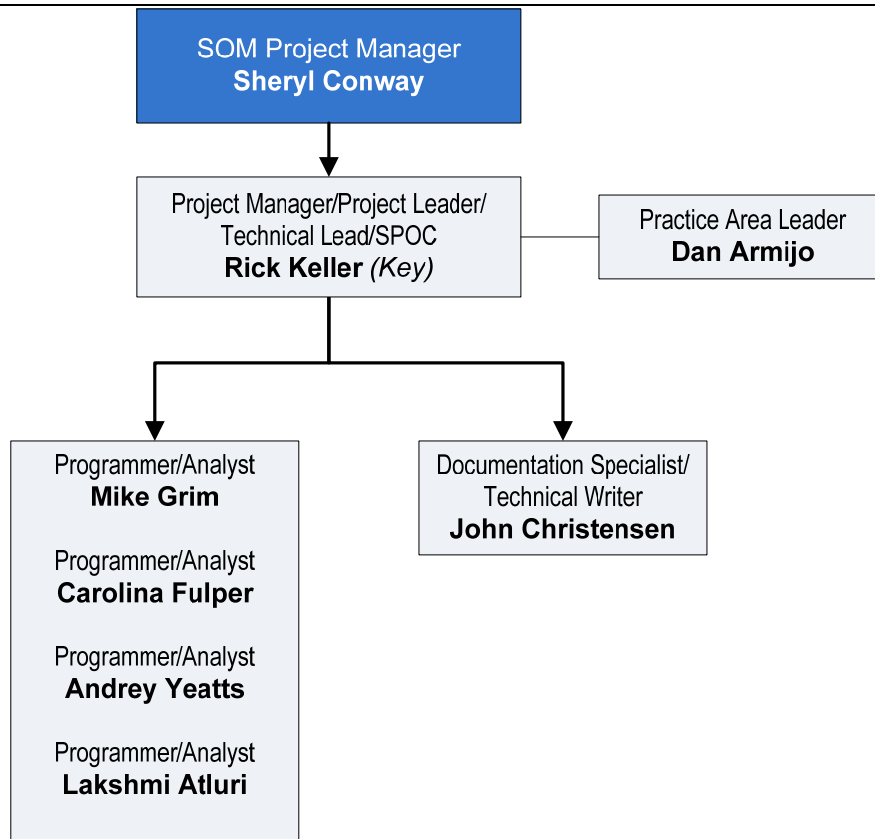 SOM Project Manager
Sheryl Conway
Project Manager/Project Leader/
Technical Lead/SPOC
Rick Keller (Key)
Practice Area Leader
Dan Armijo
Programmer/Analyst
Mike Grim
Carolina Fulper
Programmer/Analyst
Andrey Yeatts
Programmer/Analyst
Lakshmi Atluri
Programmer/Analyst
Documentation Specialist/
Technical Writer
John Christensen